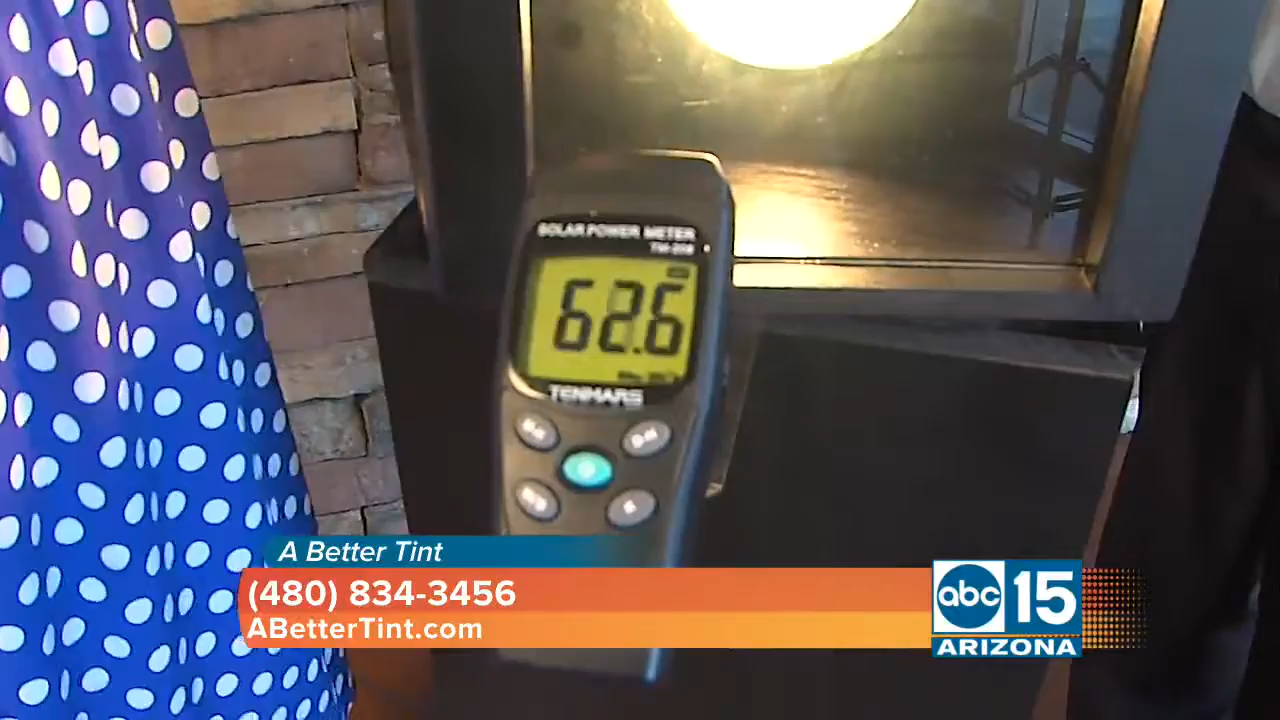 SOLAR POWER METER
62.6
TENMARS
A Better Tint
(480) 834-3456
ABetterTint.com
abc 15
ARIZONA